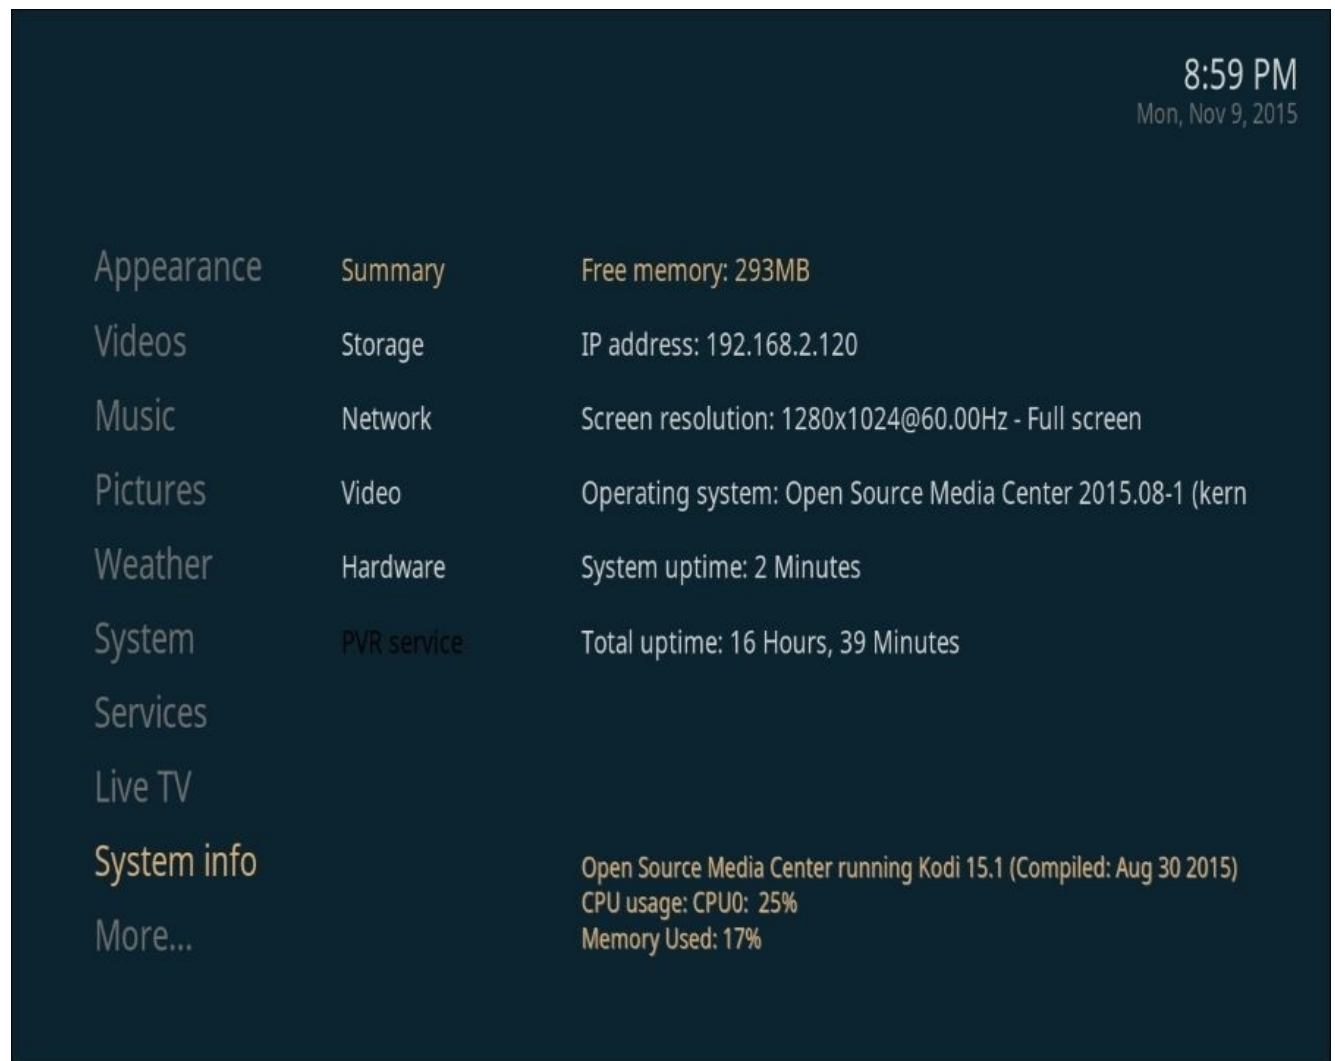 8:59 PM
Mon, Nov 9, 2015
Appearance
Videos
Music
Pictures
Weather
System
Services
Live TV
System info
More...
Summary
Storage
Network
Video
Hardware
PVR service
Free memory: 293MB
IP address: 192.168.2.120
Screen resolution: 1280x1024@60.00Hz - Full screen
Operating system: Open Source Media Center 2015.08-1 (kern
System uptime: 2 Minutes
Total uptime: 16 Hours, 39 Minutes
Open Source Media Center running Kodi 15.1 (Compiled: Aug 30 2015)
CPU usage: CPU0: 25%
Memory Used: 17%